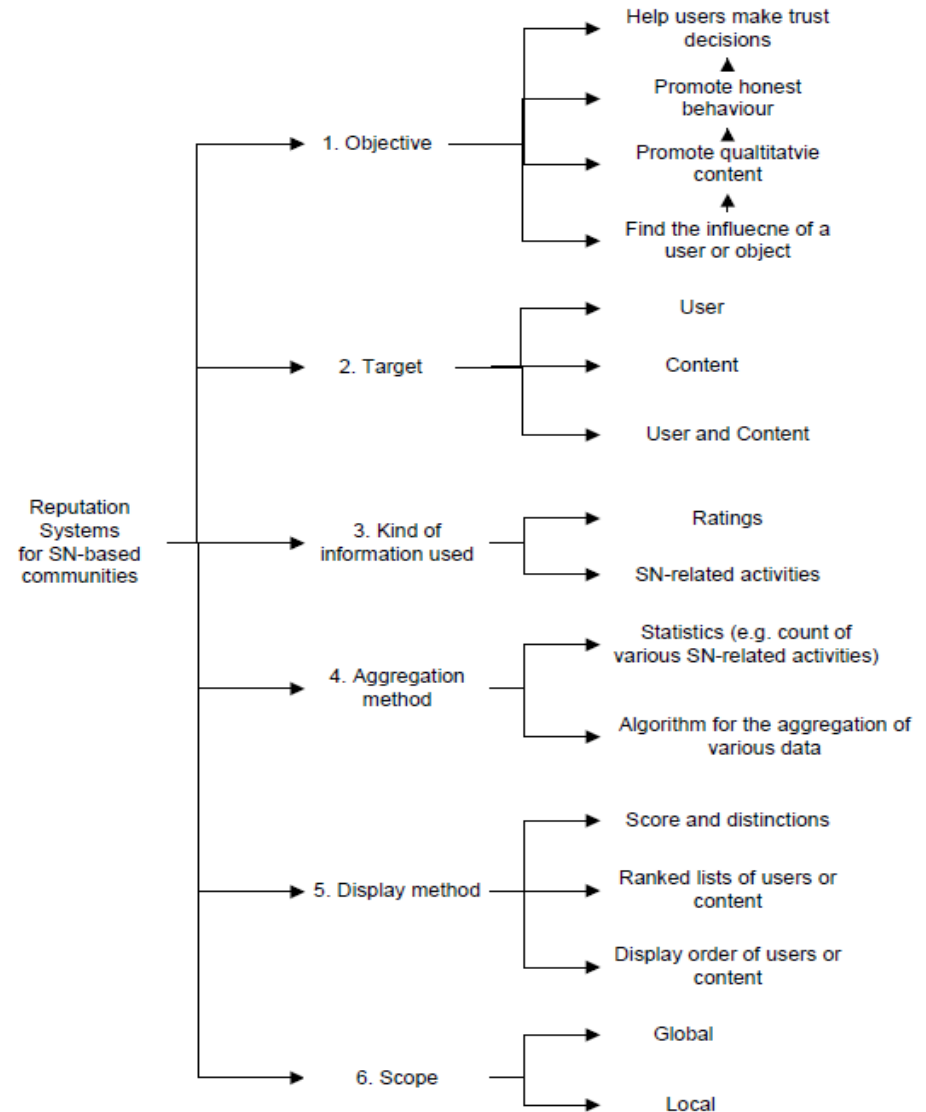 Help users make trust
decisions
Promote honest
behaviour
1. Objective
Promote qualtitatvie
content
Find the influecne of a
user or object
User
2. Target
Content
User and Content
Reputation
Systems
for SN-based
communities
3. Kind of
information used
Ratings
SN-related activities
4. Aggregation
method
Statistics (e.g. count of
various SN-related activities)
Algorithm for the aggregation of
various data
5. Display method
Score and distinctions
Ranked lists of users or
content
Display order of users or
content
6. Scope
Global
Local